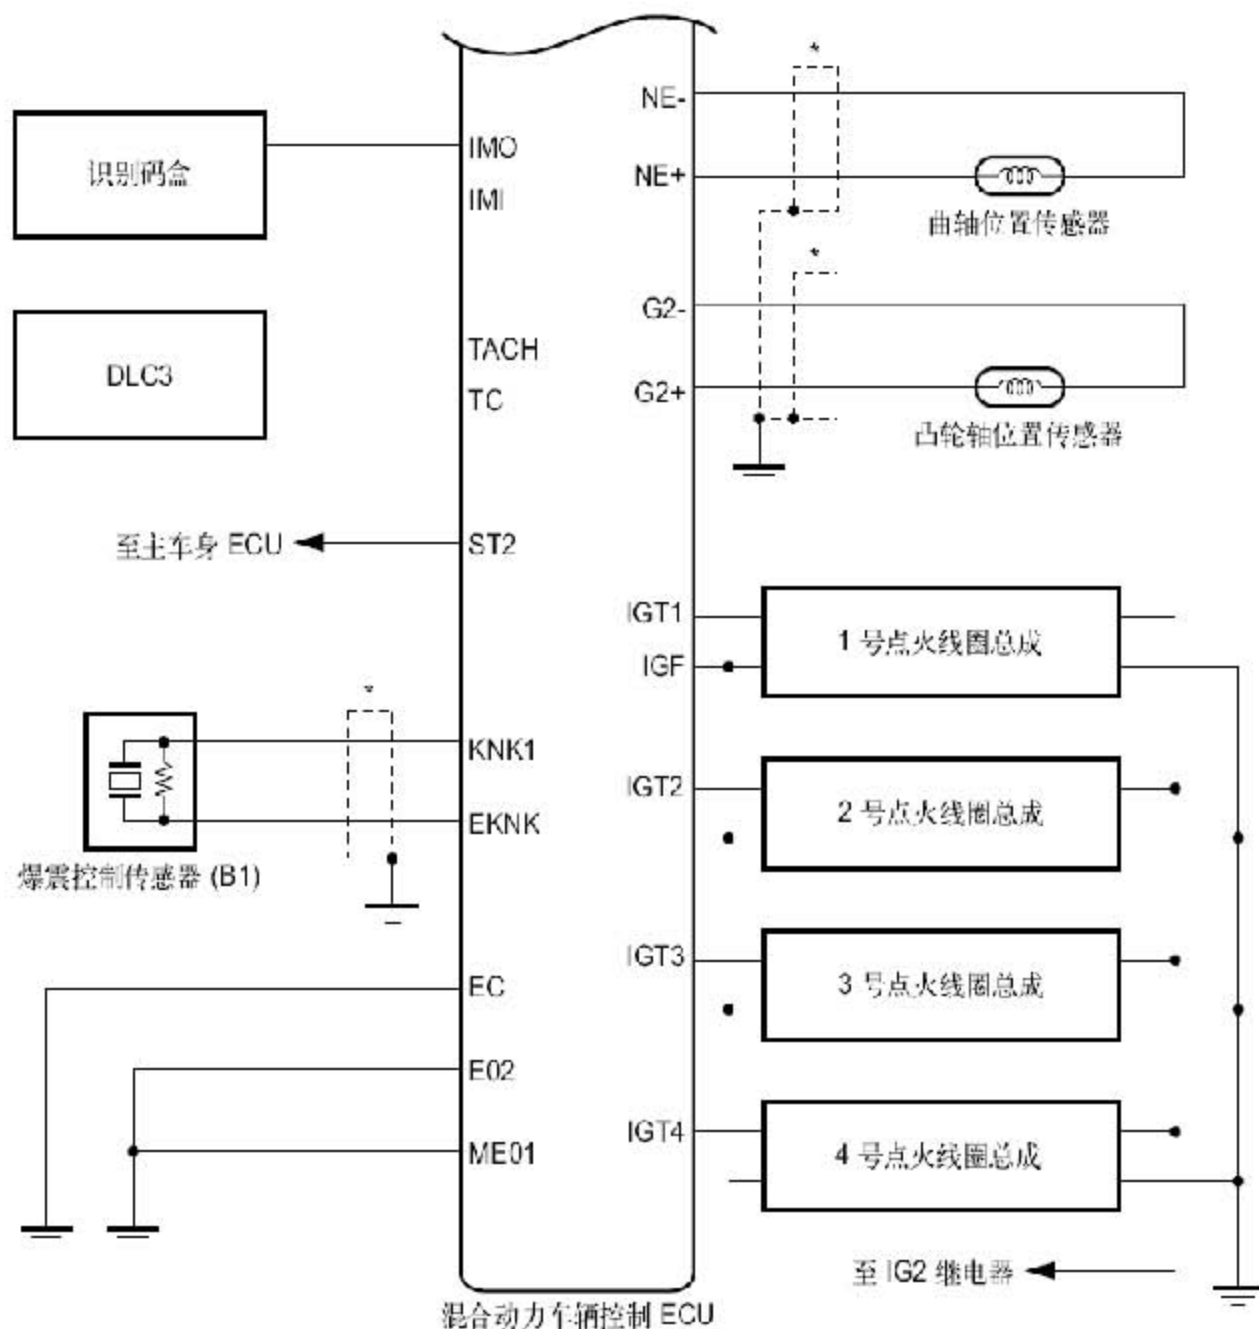 *
NE-
识别码盒
IMO
NE+
IMI
曲轴位置传感器
*
G2-
TACH
DLC3
TC
G2+
凸轮轴位置传感器
至主车身 ECU
ST2
IGT1
1 号点火线圈总成
IGF
*
KNK1
IGT2
2 号点火线圈总成
EKNK
爆震控制传感器 (B1)
IGT3
3 号点火线圈总成
EC
E02
IGT4
4 号点火线圈总成
ME01
至 IG2 继电器
混合动力车辆控制 ECU